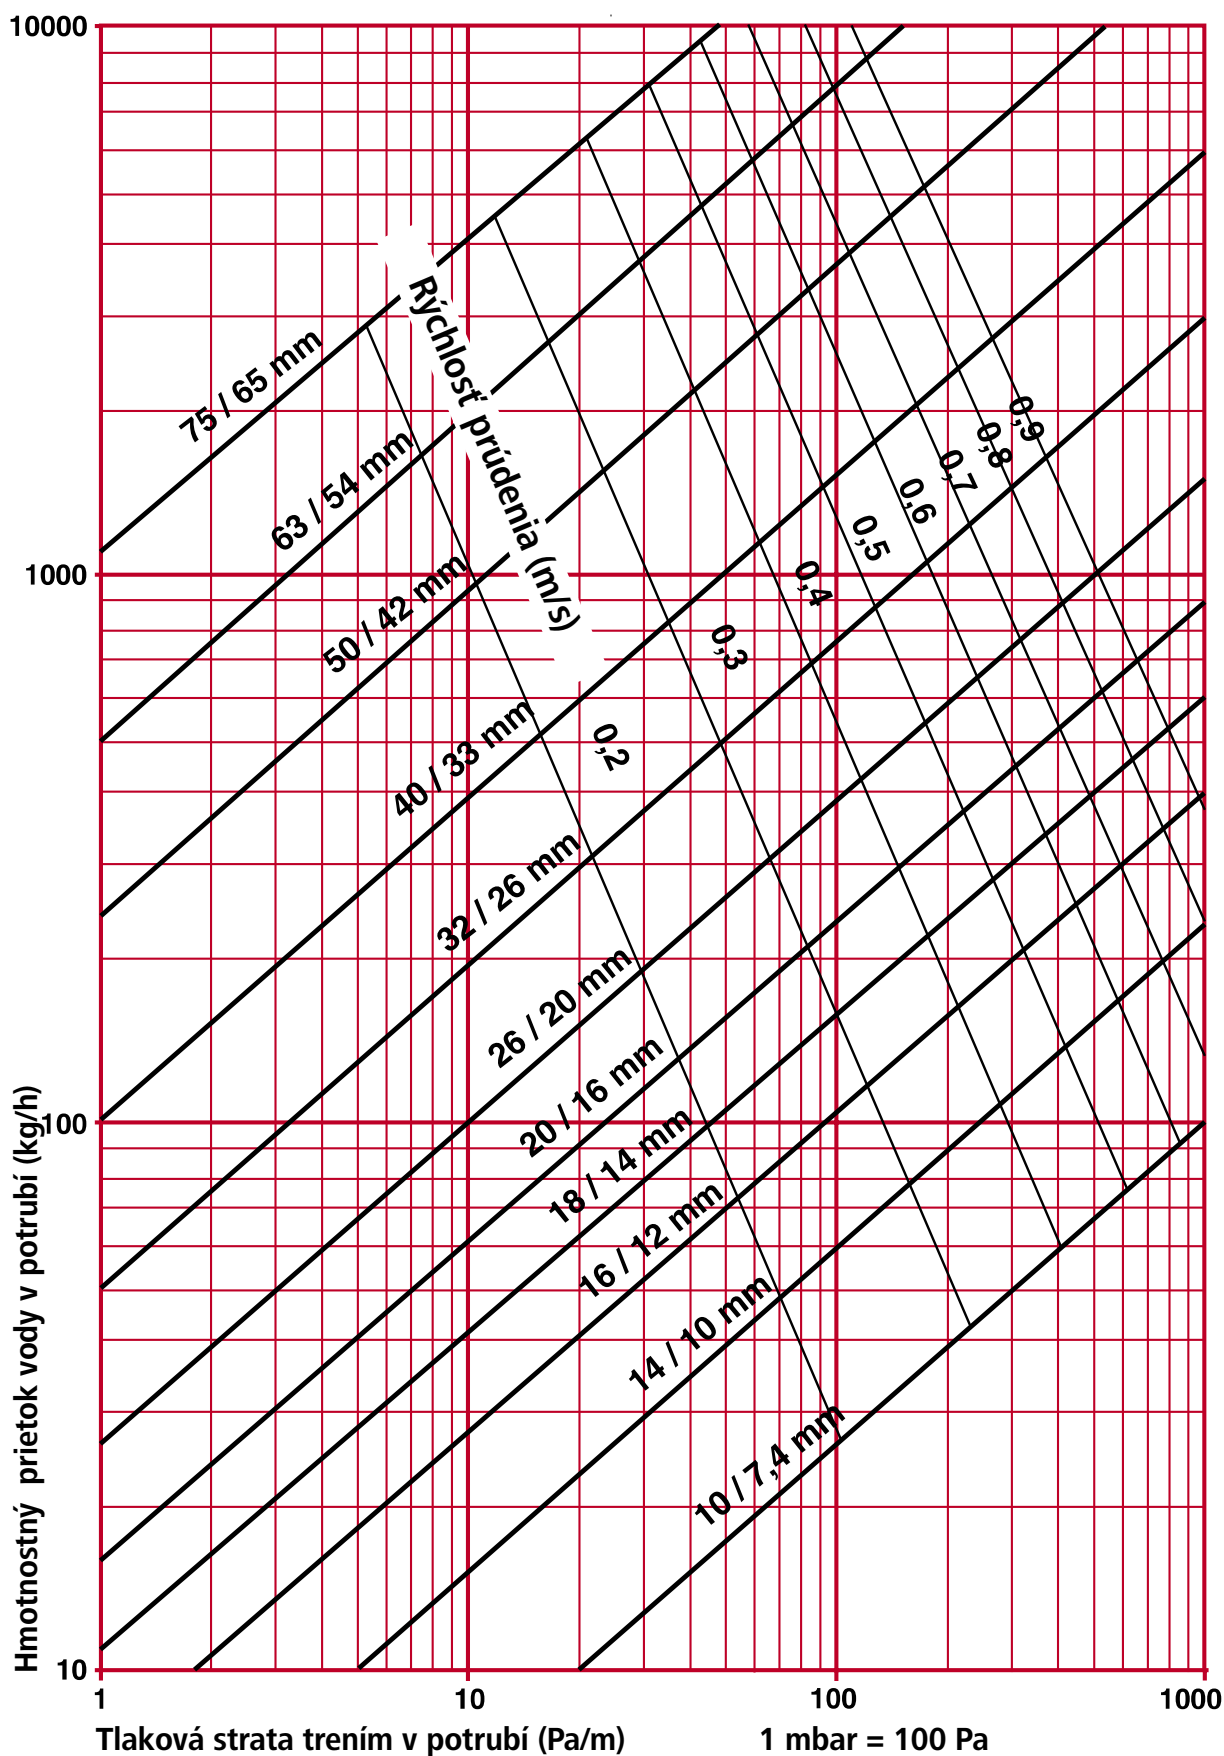 10000
1000
100
10
Hmotnostný prietok vody v potrubí (kg/h)
75 / 65 mm
63 / 54 mm
50 / 42 mm
40 / 33 mm
32 / 26 mm
26 / 20 mm
20 / 16 mm
18 / 14 mm
16 / 12 mm
14 / 10 mm
10 / 7,4 mm
Rýchlosť prúdenia (m/s)
0,2
0,3
0,4
0,5
0,6
0,7
0,8
0,9
1
10
100
1000
Tlaková strata trením v potrubí (Pa/m)
1 mbar = 100 Pa